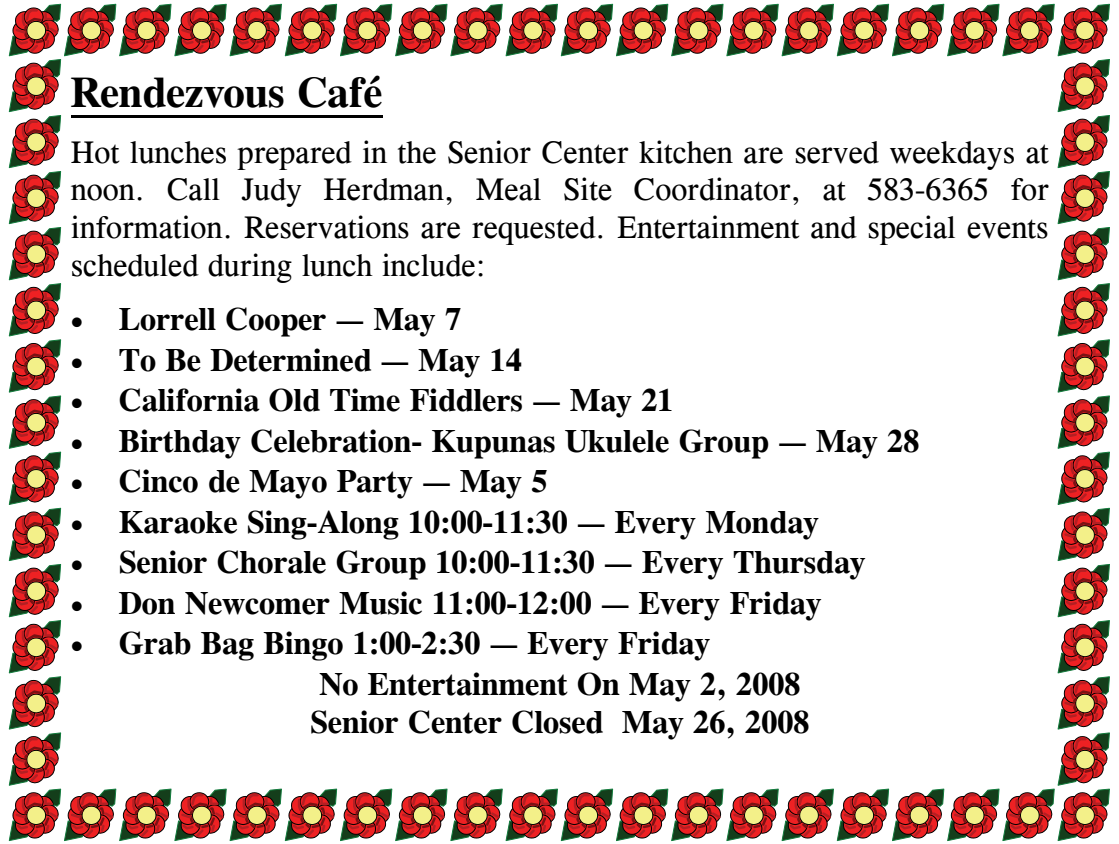 Rendezvous Café
Hot lunches prepared in the Senior Center kitchen are served weekdays at
noon. Call Judy Herdman, Meal Site Coordinator, at 583-6365 for
information. Reservations are requested. Entertainment and special events
scheduled during lunch include:
• Lorrell Cooper — May 7
• To Be Determined — May 14
• California Old Time Fiddlers — May 21
• Birthday Celebration- Kupunas Ukulele Group — May 28
• Cinco de Mayo Party — May 5
• Karaoke Sing-Along 10:00-11:30 — Every Monday
• Senior Chorale Group 10:00-11:30 — Every Thursday
• Don Newcomer Music 11:00-12:00 — Every Friday
• Grab Bag Bingo 1:00-2:30 — Every Friday
No Entertainment On May 2, 2008
Senior Center Closed  May 26, 2008